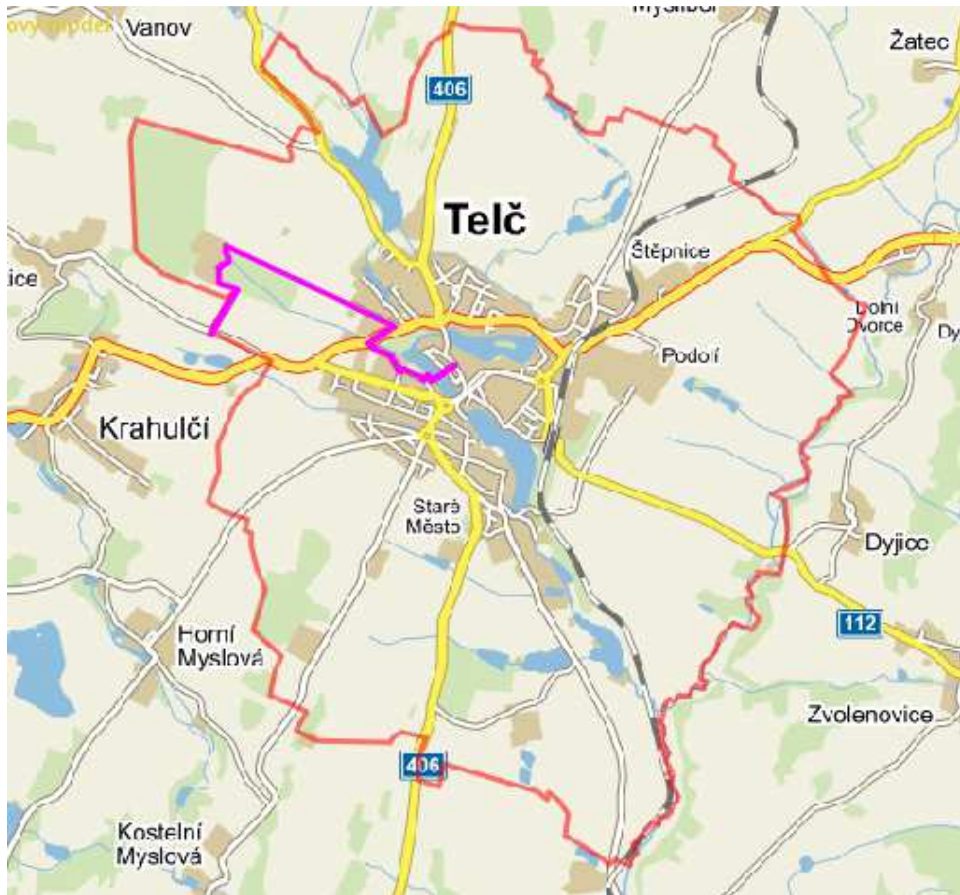 Vanov
Žatec
406
Telč
Štěpnice
ice
Dolní
Dvorce
Podolí
Krahulčí
Staré
Město
Dyjice
112
Horní
Myslová
Zvolenovice
406
Kostelní
Myslová